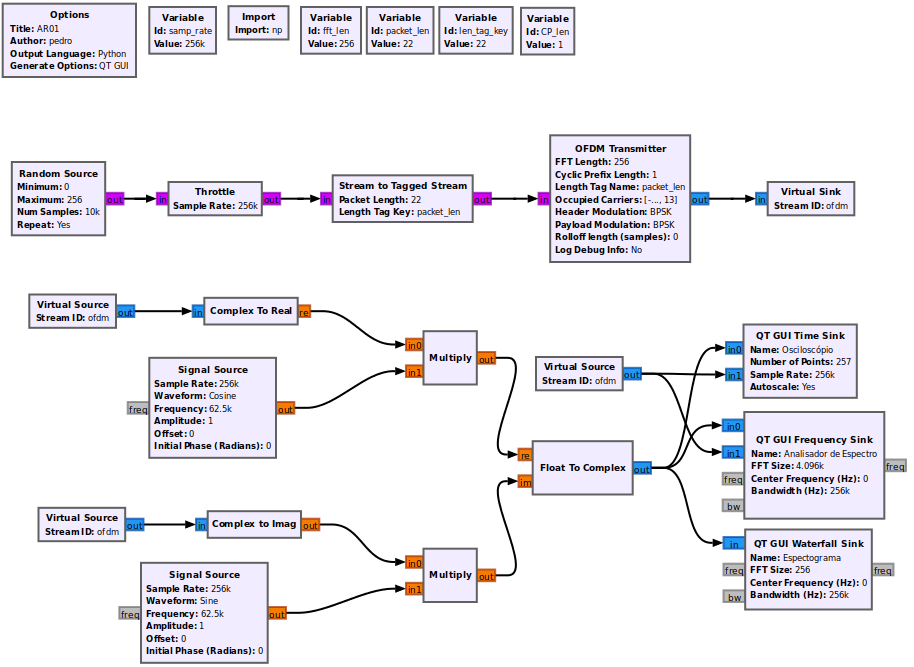 Options
Title: AR01
Author: pedro
Output Language: Python
Generate Options: QT GUI
Variable
Id: samp_rate
Value: 256k
Import
Import: np
Variable
Id: fft_len
Value: 256
Variable
Id: packet_len
Value: 22
Variable
Id: len_tag_key
Value: 22
Variable
Id: CP_len
Value: 1
Random Source
Minimum: 0
Maximum: 256
Num Samples: 10k
Repeat: Yes
out
in
Throttle
Sample Rate: 256k
out
in
Stream to Tagged Stream
Packet Length: 22
Length Tag Key: packet_len
out
in
OFDM Transmitter
FFT Length: 256
Cyclic Prefix Length: 1
Length Tag Name: packet_len
Occupied Carriers: [-..., 13]
Header Modulation: BPSK
Payload Modulation: BPSK
Rolloff length (samples): 0
Log Debug Info: No
out
in
Virtual Sink
Stream ID: ofdm
Virtual Source
Stream ID: ofdm
out
in
Complex To Real
re
Signal Source
Sample Rate: 256k
Waveform: Cosine
Frequency: 62.5k
Amplitude: 1
Offset: 0
Initial Phase (Radians): 0
freq
out
in0
in1
Multiply
out
Virtual Source
Stream ID: ofdm
out
in0
in1
QT GUI Time Sink
Name: Osciloscópio
Number of Points: 257
Sample Rate: 256k
Autoscale: Yes
re
im
Float To Complex
out
in0
in1
freq
bw
QT GUI Frequency Sink
Name: Analisador de Espectro
FFT Size: 4.096k
Center Frequency (Hz): 0
Bandwidth (Hz): 256k
freq
Virtual Source
Stream ID: ofdm
out
in
Complex to Imag
out
Signal Source
Sample Rate: 256k
Waveform: Sine
Frequency: 62.5k
Amplitude: 1
Offset: 0
Initial Phase (Radians): 0
freq
out
in0
in1
Multiply
out
in
freq
bw
QT GUI Waterfall Sink
Name: Espectograma
FFT Size: 256
Center Frequency (Hz): 0
Bandwidth (Hz): 256k
freq